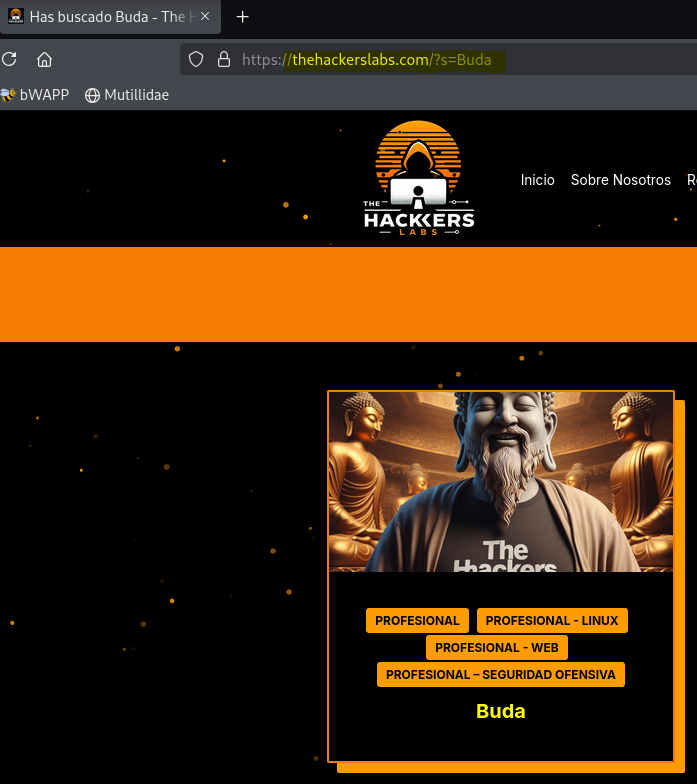 Has buscado Buda - The H
https://thehackerslabs.com/?s=Buda
bWAPP Mutillidae
THE
HACKERS
LABS
Inicio Sobre Nosotros R
The
Hackers
PROFESIONAL PROFESIONAL - LINUX
PROFESIONAL - WEB
PROFESIONAL – SEGURIDAD OFENSIVA
Buda